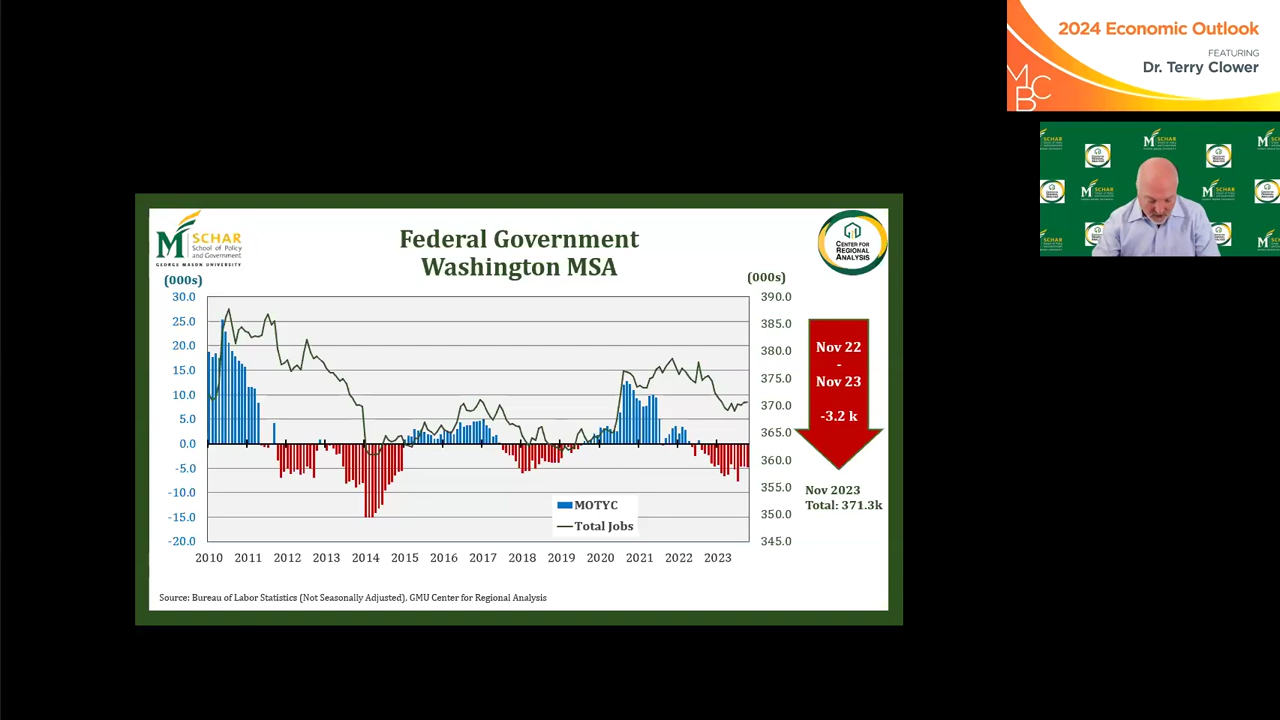 2024 Economic Outlook
FEATURING
Dr. Terry Clower
MCB
M SCHAR
School of Policy
and Government
GEORGE MASON UNIVERSITY
Federal Government
Washington MSA
CENTER FOR
REGIONAL
ANALYSIS
(000s)
(000s)
30.0
25.0
20.0
15.0
10.0
5.0
0.0
-5.0
-10.0
-15.0
-20.0
390.0
385.0
380.0
375.0
370.0
365.0
360.0
355.0
350.0
345.0
MOTYC
Total Jobs
2010 2011 2012 2013 2014 2015 2016 2017 2018 2019 2020 2021 2022 2023
Nov 22
-
Nov 23
-3.2 k
Nov 2023
Total: 371.3k
Source: Bureau of Labor Statistics (Not Seasonally Adjusted), GMU Center for Regional Analysis